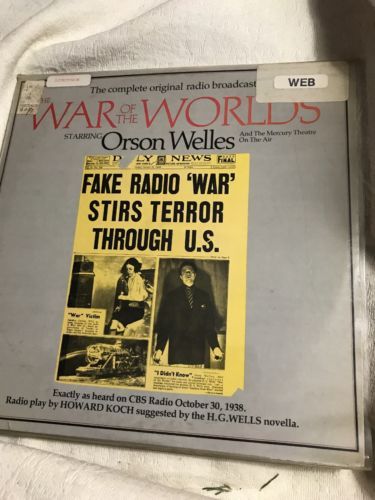 The complete original radio broadcast
WEB
THE
WAR OF THE WORLDS
STARRING Orson Welles And The Mercury Theatre
On The Air
LY NEWS FINAL
FAKE RADIO 'WAR'
STIRS TERROR
THROUGH U.S.
"War" Victim
"I Didn't Know".
Exactly as heard on CBS Radio October 30, 1938.
Radio play by HOWARD KOCH suggested by the H.G. WELLS novella.